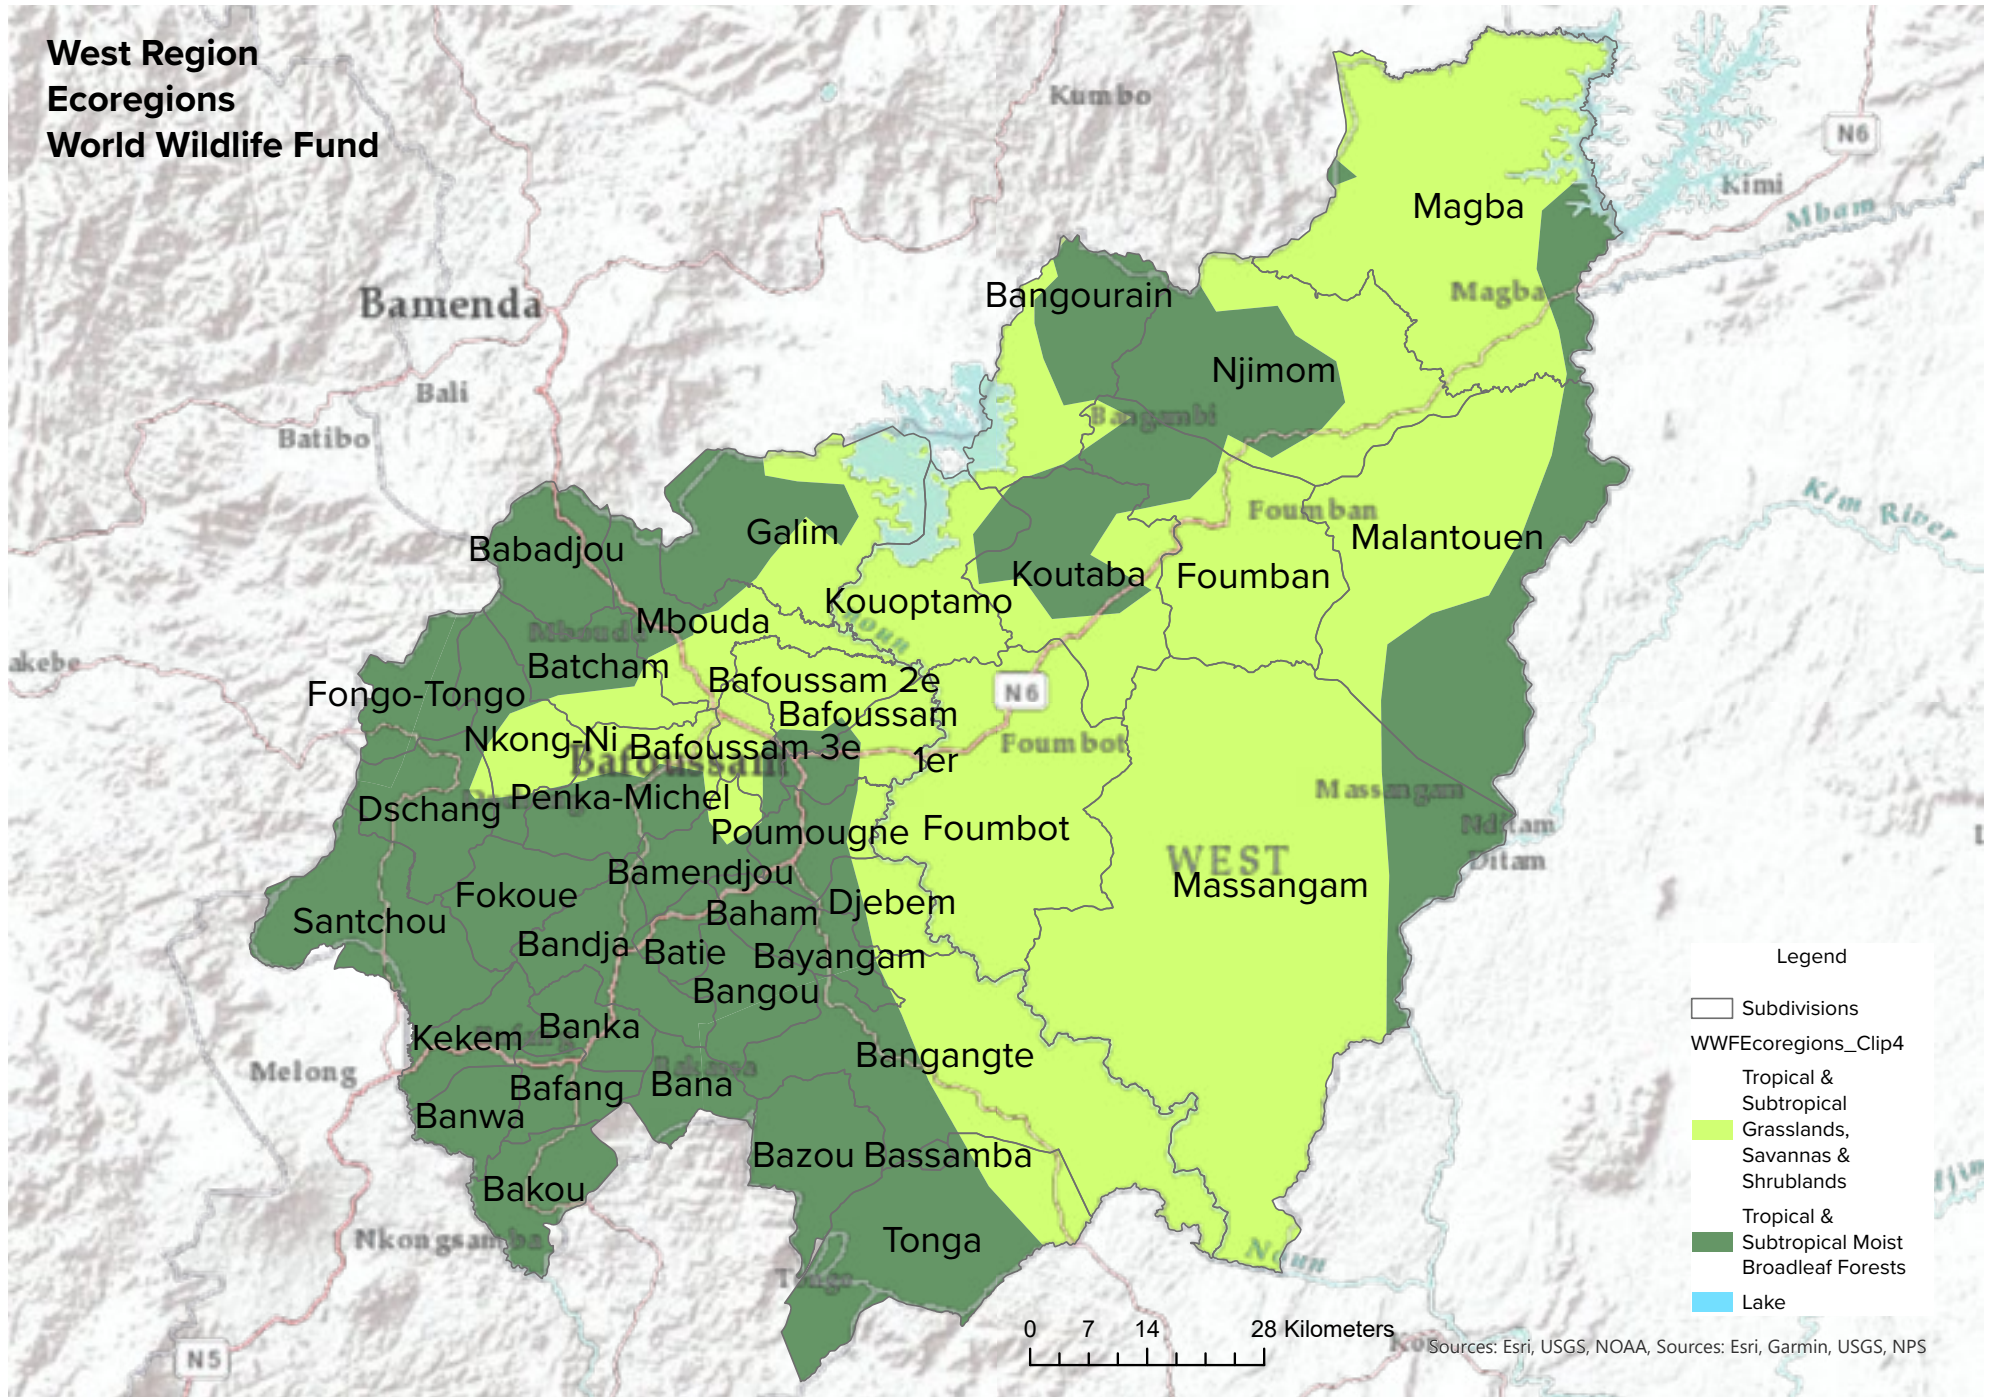 West Region
Ecoregions
World Wildlife Fund
Kumbo
N6
Kimi
Mbam
Magba
Magba
Bamenda
Bangourain
Njimom
Bali
Batibo
Bangambi
Kim River
Foumban
Galim
Malantouen
Babadjou
Koutaba
Foumban
Kouoptamo
Mbouda
Mbouda
Noun
akebe
Batcham
Fongo-Tongo
Bafoussam 2e
N6
Bafoussam
1er
Nkong-Ni
Bafoussam 3e
Bafoussam
Foumbot
Massangam
Dschang
Penka-Michel
Poumougne
Foumbot
Nditam
Ditam
WEST
Massangam
Bamendjou
Fokoue
Djebem
Baham
Santchou
Bandja
Batie
Bayangam
Bangou
Kekem
Banka
Bafang
Bangangte
Melong
Bakassa
Bafang
Bana
Banwa
Bazou
Bassamba
Bakou
Nkongsamba
Tonga
Tonga
Noun
N5
Legend
Subdivisions
WWFEcoregions_Clip4
Tropical &
Subtropical
Grasslands,
Savannas &
Shrublands
Tropical &
Subtropical Moist
Broadleaf Forests
Lake
0 7 14 28 Kilometers
Sources: Esri, USGS, NOAA, Sources: Esri, Garmin, USGS, NPS